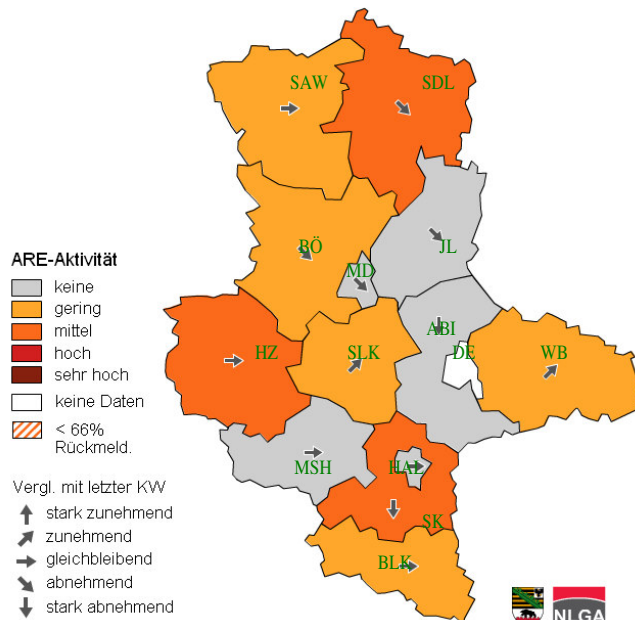 SAW
SDL
BÖ
JL
MD
ARE-Aktivität
keine
gering
mittel
hoch
sehr hoch
keine Daten
< 66%
Rückmeld.
HZ
SLK
ABI
DE
WB
MSH
HAL
SK
BLK
Vergl. mit letzter KW
stark zunehmend
zunehmend
gleichbleibend
abnehmend
stark abnehmend
NLGA